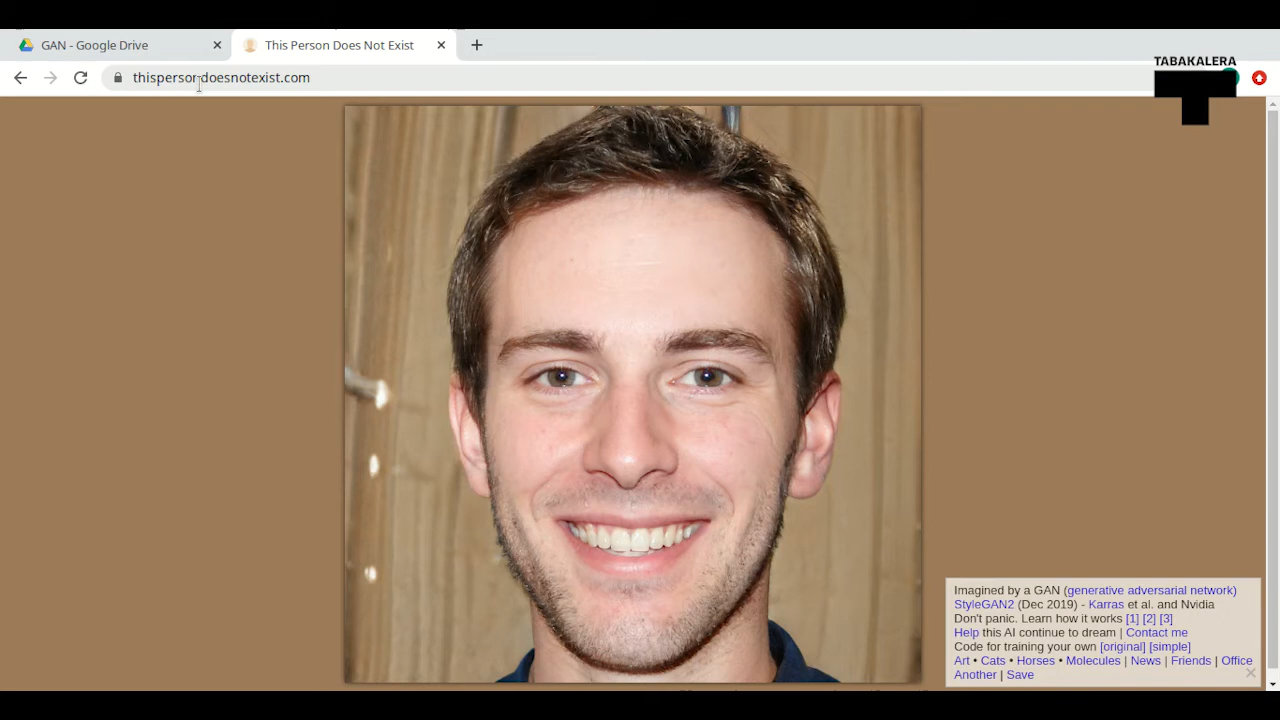 GAN - Google Drive
This Person Does Not Exist
thispersondoesnotexist.com
TABAKALERA
Imagined by a GAN (generative adversarial network)
StyleGAN2 (Dec 2019) - Karras et al. and Nvidia
Don't panic. Learn how it works [1] [2] [3]
Help this AI continue to dream | Contact me
Code for training your own [original] [simple]
Art • Cats • Horses • Molecules | News | Friends | Office
Another | Save